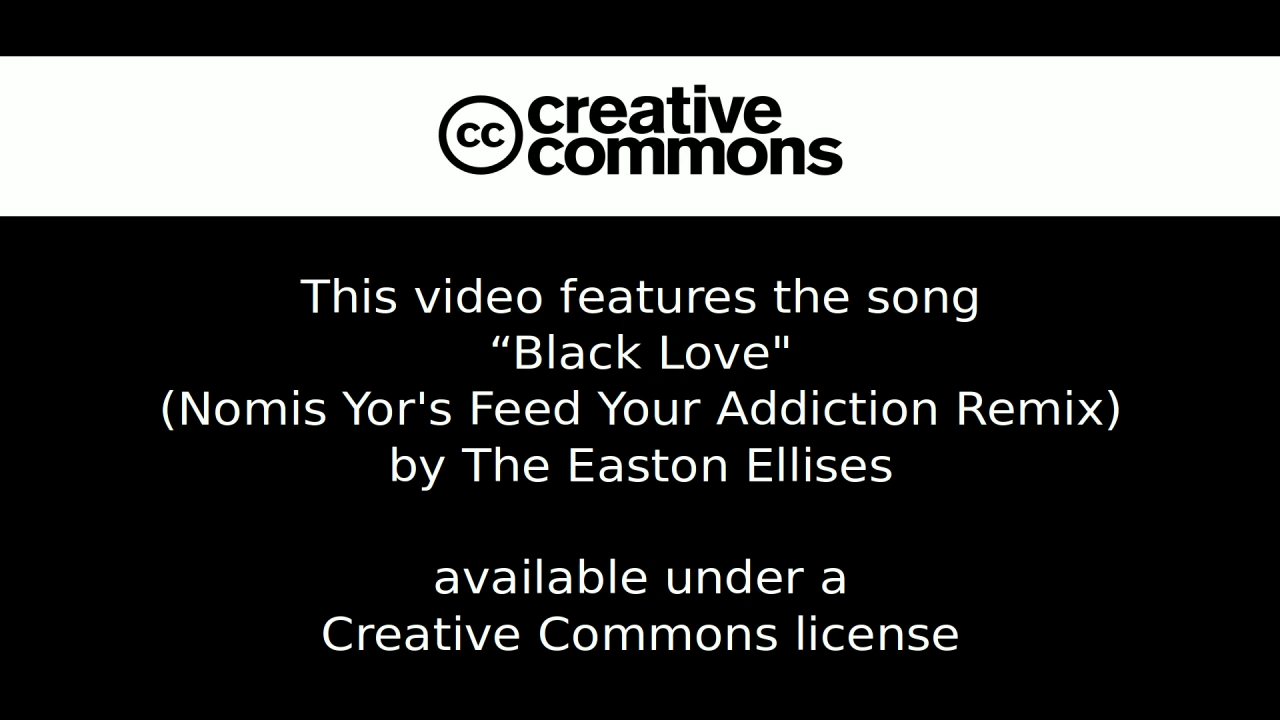 cc creative
commons
This video features the song
“Black Love"
(Nomis Yor's Feed Your Addiction Remix)
by The Easton Ellises
available under a
Creative Commons license